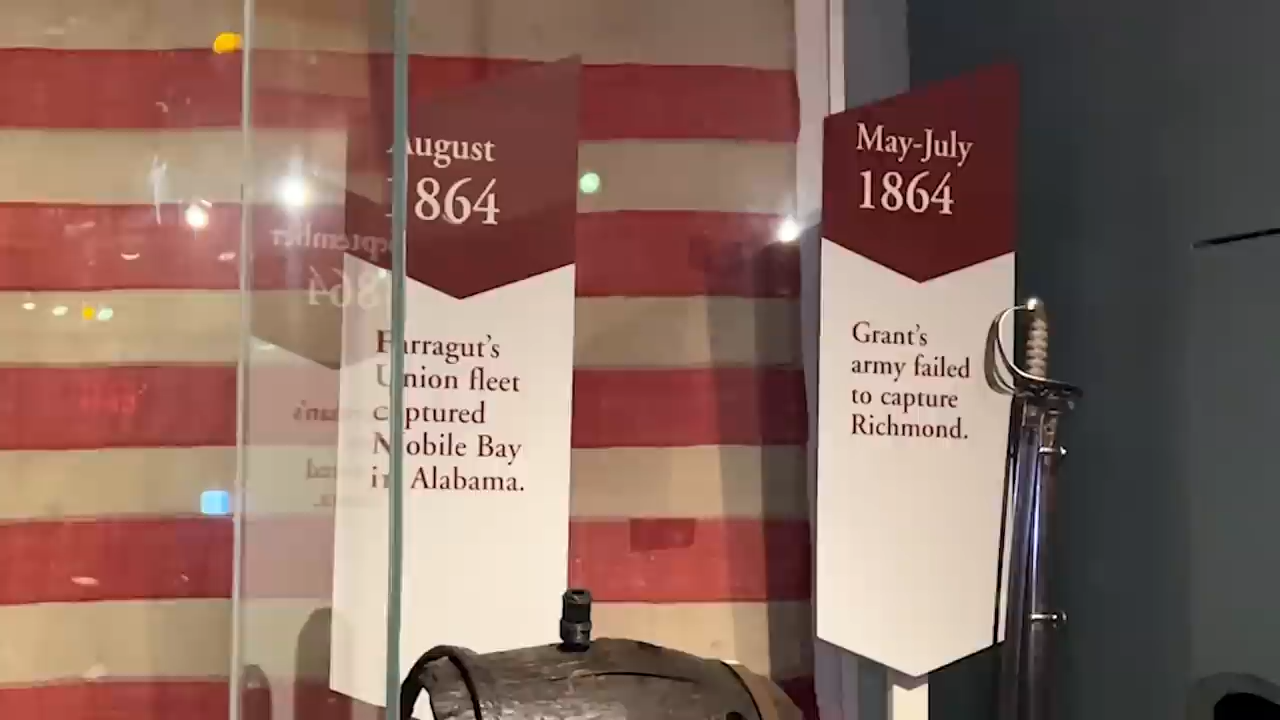 August
1864
Farragut's
Union fleet
captured
Mobile Bay
in Alabama.
May-July
1864
Grant's
army failed
to capture
Richmond.